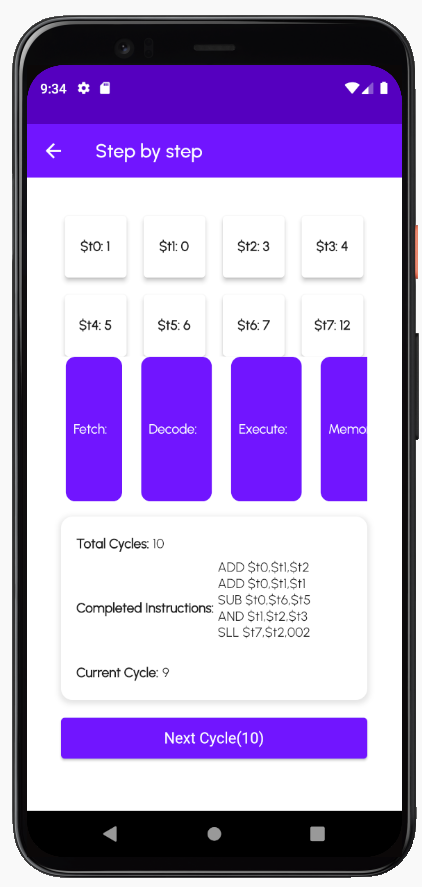 9:34
Step by step
$t0: 1 $t1: 0 $t2: 3 $t3: 4
$t4: 5 $t5: 6 $t6: 7 $t7: 12
Fetch: Decode: Execute: Memo
Total Cycles: 10
ADD $t0,$t1,$t2
ADD $t0,$t1,$t1
Completed Instructions: SUB $t0,$t6,$t5
AND $t1,$t2,$t3
SLL $t7,$t2,002
Current Cycle: 9
Next Cycle(10)